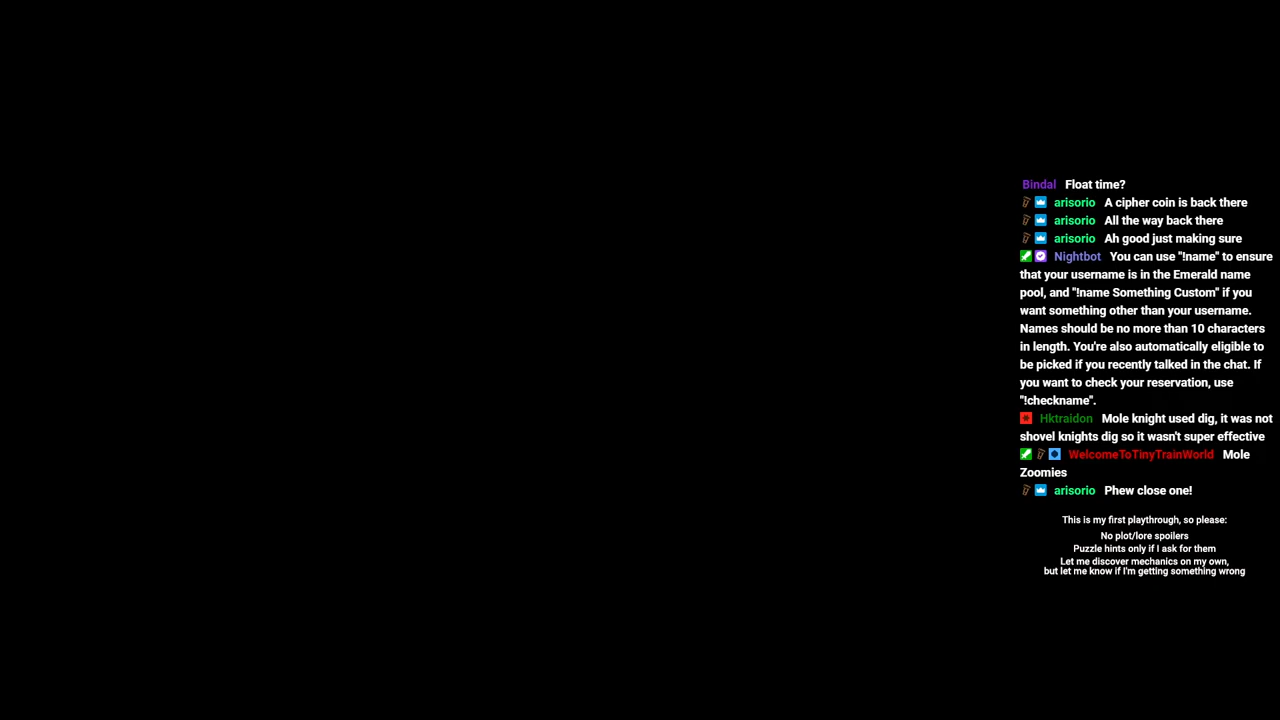 Bindal Float time?
arisorio A cipher coin is back there
arisorio All the way back there
arisorio Ah good just making sure
Nightbot You can use "!name" to ensure
that your username is in the Emerald name
pool, and "!name Something Custom" if you
want something other than your username.
Names should be no more than 10 characters
in length. You're also automatically eligible to
be picked if you recently talked in the chat. If
you want to check your reservation, use
"!checkname".
Hktraidon Mole knight used dig, it was not
shovel knights dig so it wasn't super effective
WelcomeToTinyTrainWorld Mole
Zoomies
arisorio Phew close one!
This is my first playthrough, so please:
No plot/lore spoilers
Puzzle hints only if I ask for them
Let me discover mechanics on my own,
but let me know if I'm getting something wrong